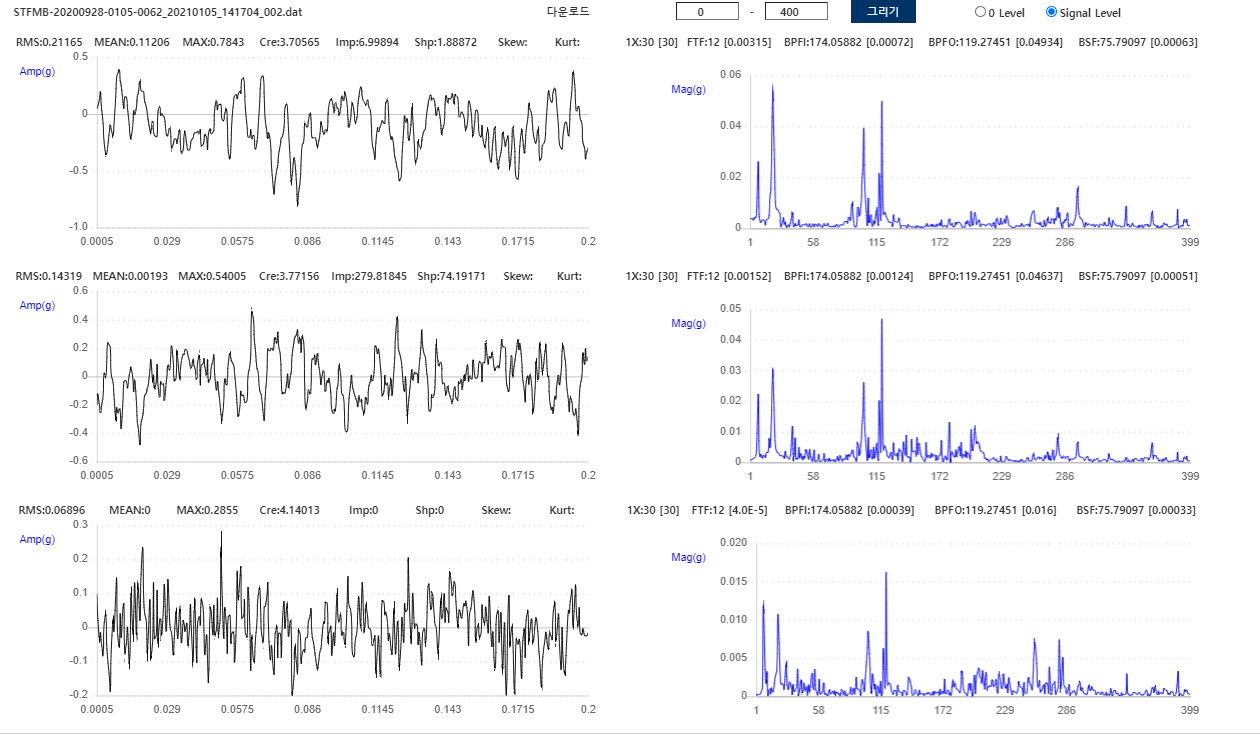 STFMB-20200928-0105-0062_20210105_141704_002.dat 다운로드 0 - 400 그리기 0 Level Signal Level
RMS:0.21165 MEAN:0.11206 MAX:0.7843 Cre:3.70565 Imp:6.99894 Shp:1.88872 Skew: Kurt:
Amp(g)
0.5
0
-0.5
-1.0
0.0005 0.029 0.0575 0.086 0.1145 0.143 0.1715 0.2
1X:30 [30] FTF:12 [0.00315] BPFI:174.05882 [0.00072] BPFO:119.27451 [0.04934] BSF:75.79097 [0.00063]
Mag(g)
0.06
0.04
0.02
0
1 58 115 172 229 286 399
RMS:0.14319 MEAN:0.00193 MAX:0.54005 Cre:3.77156 Imp:279.81845 Shp:74.19171 Skew: Kurt:
Amp(g)
0.6
0.4
0.2
0
-0.2
-0.4
-0.6
0.0005 0.029 0.0575 0.086 0.1145 0.143 0.1715 0.2
1X:30 [30] FTF:12 [0.00152] BPFI:174.05882 [0.00124] BPFO:119.27451 [0.04637] BSF:75.79097 [0.00051]
Mag(g)
0.05
0.04
0.03
0.02
0.01
0
1 58 115 172 229 286 399
RMS:0.06896 MEAN:0 MAX:0.2855 Cre:4.14013 Imp:0 Shp:0 Skew: Kurt:
Amp(g)
0.3
0.2
0.1
0
-0.1
-0.2
0.0005 0.029 0.0575 0.086 0.1145 0.143 0.1715 0.2
1X:30 [30] FTF:12 [4.0E-5] BPFI:174.05882 [0.00039] BPFO:119.27451 [0.016] BSF:75.79097 [0.00033]
Mag(g)
0.020
0.015
0.010
0.005
0
1 58 115 172 229 286 399